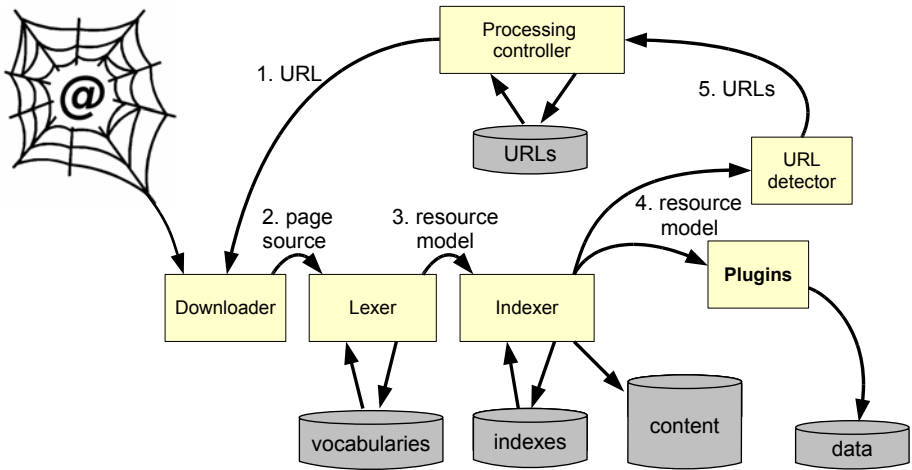 @
Processing
controller
1. URL
5. URLs
URLs
URL
detector
2. page
source
3. resource
model
4. resource
model
Downloader
Lexer
Indexer
Plugins
vocabularies
indexes
content
data